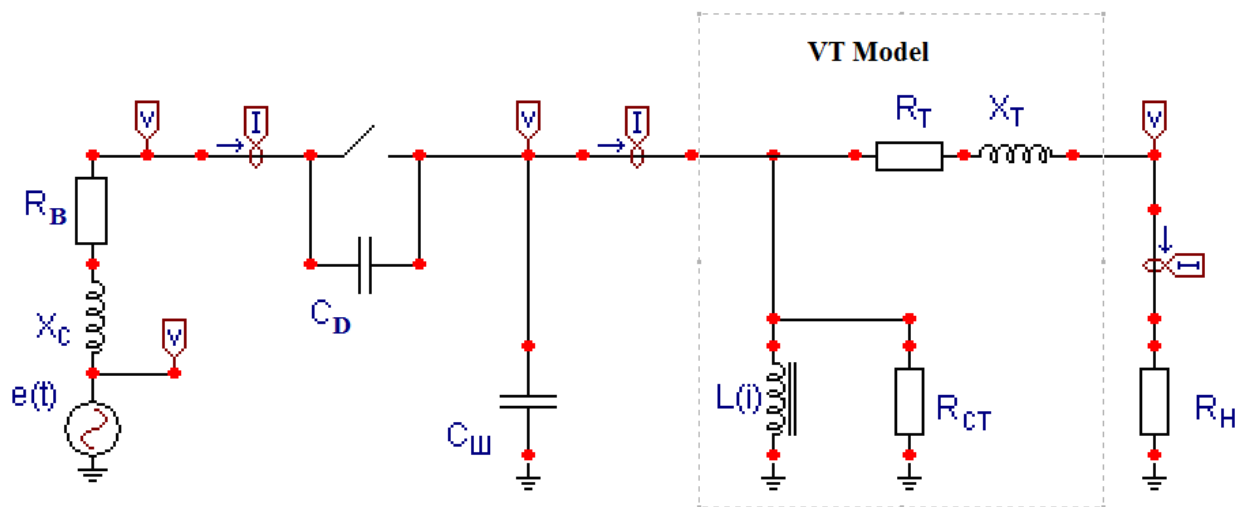 VT Model
V
I
V
I
R_T
X_T
V
R_B
C_D
X_C
V
I
e(t)
C_Ш
L(i)
R_CT
R_H